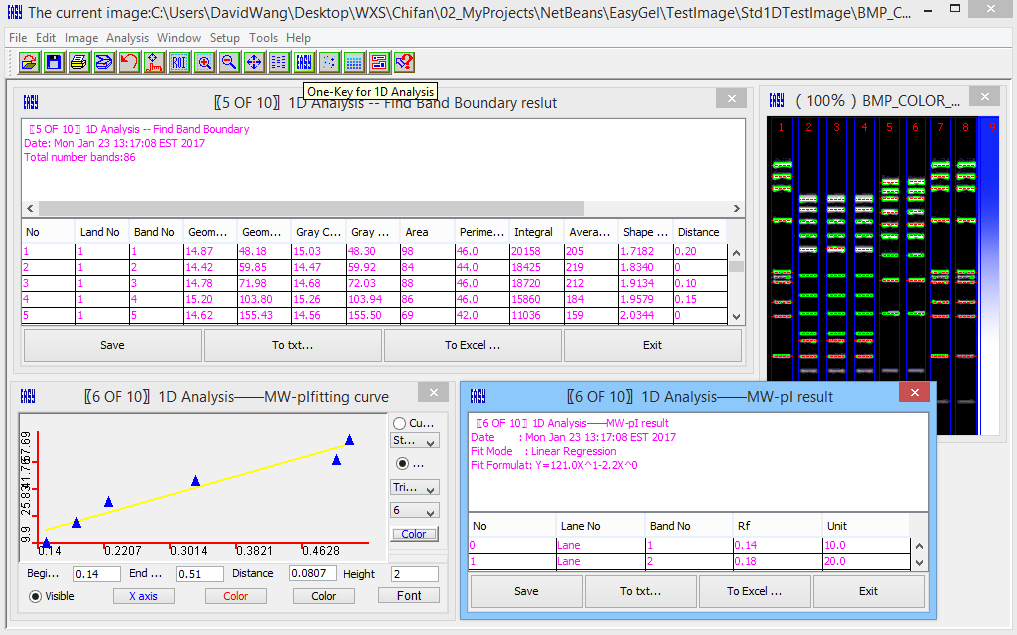 EASY The current image:C:\Users\DavidWang\Desktop\WXS\Chifan\02_MyProjects\NetBeans\EasyGel\TestImage\Std1DTestImage\BMP_C...
File Edit Image Analysis Window Setup Tools Help
ROI EASY
One-Key for 1D Analysis
EASY 〖5 OF 10〗 1D Analysis -- Find Band Boundary reslut
〖5 OF 10〗 1D Analysis -- Find Band Boundary
Date: Mon Jan 23 13:17:08 EST 2017
Total number bands:86
No Land No Band No Geom... Geom... Gray C... Gray ... Area Perime... Integral Avera... Shape ... Distance
1 1 1 14.87 48.18 15.03 48.30 98 46.0 20158 205 1.7182 0.20
2 1 2 14.42 59.85 14.47 59.92 84 44.0 18425 219 1.8340 0
3 1 3 14.78 71.98 14.68 72.03 88 46.0 18720 212 1.9134 0.10
4 1 4 15.20 103.80 15.26 103.94 86 46.0 15860 184 1.9579 0.15
5 1 5 14.62 155.43 14.56 155.50 69 42.0 11036 159 2.0344 0
Save To txt... To Excel ... Exit
EASY ( 100% ) BMP_COLOR_...
1 2 3 4 5 6 7 8 9
EASY 〖6 OF 10〗 1D Analysis——MW-pIfitting curve
9.9 25.83 41.76 57.69
0.14 0.2207 0.3014 0.3821 0.4628
Cu...
St...
...
Tri...
6
Color
Begi... 0.14 End ... 0.51 Distance 0.0807 Height 2
Visible X axis Color Color Font
EASY 〖6 OF 10〗 1D Analysis——MW-pI result
〖6 OF 10〗 1D Analysis——MW-pI result
Date : Mon Jan 23 13:17:08 EST 2017
Fit Mode : Linear Regression
Fit Formulat: Y=121.0X^1-2.2X^0
No Lane No Band No Rf Unit
0 Lane 1 0.14 10.0
1 Lane 2 0.18 20.0
Save To txt... To Excel ... Exit